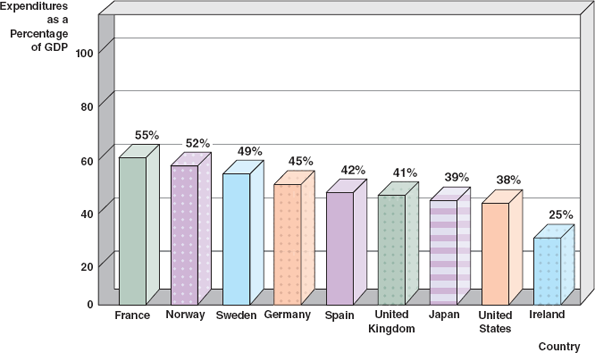 Expenditures
as a
Percentage
of GDP
100
80
60
40
20
0
55%
52%
49%
45%
42%
41%
39%
38%
25%
France
Norway
Sweden
Germany
Spain
United
Kingdom
Japan
United
States
Ireland
Country